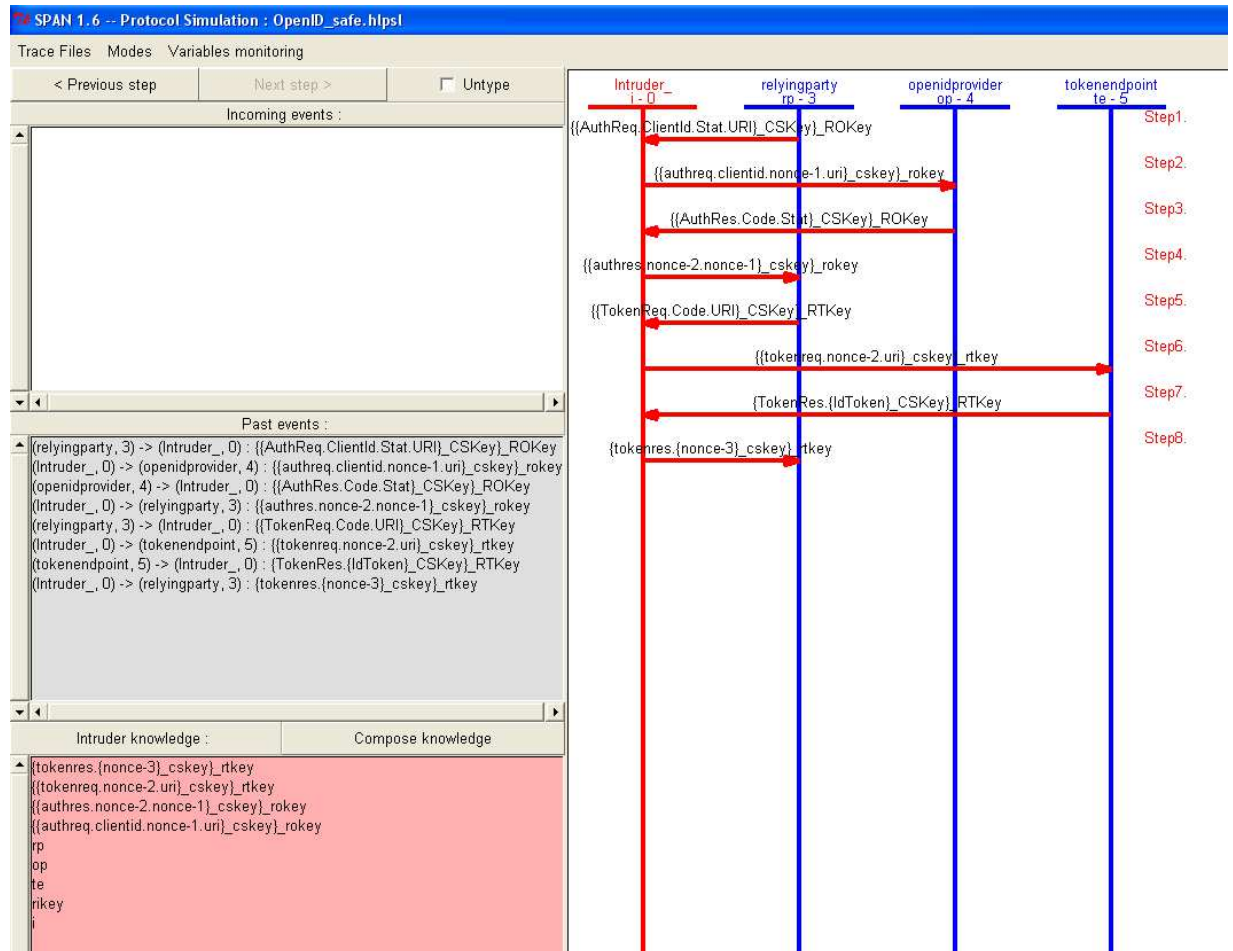 SPAN 1.6 -- Protocol Simulation : OpenID_safe.hlpsl
Trace Files Modes Variables monitoring
< Previous step Next step > Untype
Incoming events :
Past events :
(relyingparty, 3) -> (Intruder_, 0) : {{AuthReq.ClientId.Stat.URI}_CSKey}_ROKey
(Intruder_, 0) -> (openidprovider, 4) : {{authreq.clientid.nonce-1.uri}_cskey}_rokey
(openidprovider, 4) -> (Intruder_, 0) : {{AuthRes.Code.Stat}_CSKey}_ROKey
(Intruder_, 0) -> (relyingparty, 3) : {{authres.nonce-2.nonce-1}_cskey}_rokey
(relyingparty, 3) -> (Intruder_, 0) : {{TokenReq.Code.URI}_CSKey}_RTKey
(Intruder_, 0) -> (tokenendpoint, 5) : {{tokenreq.nonce-2.uri}_cskey}_rtkey
(tokenendpoint, 5) -> (Intruder_, 0) : {TokenRes.{IdToken}_CSKey}_RTKey
(Intruder_, 0) -> (relyingparty, 3) : {tokenres.{nonce-3}_cskey}_rtkey
Intruder knowledge : Compose knowledge
{tokenres.{nonce-3}_cskey}_rtkey
{{tokenreq.nonce-2.uri}_cskey}_rtkey
{{authres.nonce-2.nonce-1}_cskey}_rokey
{{authreq.clientid.nonce-1.uri}_cskey}_rokey
rp
op
te
rikey
i
Intruder_ relyingparty openidprovider tokenendpoint
i - 0 rp - 3 op - 4 te - 5
Step1.
{{AuthReq.ClientId.Stat.URI}_CSKey}_ROKey
Step2.
{{authreq.clientid.nonce-1.uri}_cskey}_rokey
Step3.
{{AuthRes.Code.Stat}_CSKey}_ROKey
Step4.
{{authres.nonce-2.nonce-1}_cskey}_rokey
Step5.
{{TokenReq.Code.URI}_CSKey}_RTKey
Step6.
{{tokenreq.nonce-2.uri}_cskey}_rtkey
Step7.
{TokenRes.{IdToken}_CSKey}_RTKey
Step8.
{tokenres.{nonce-3}_cskey}_rtkey